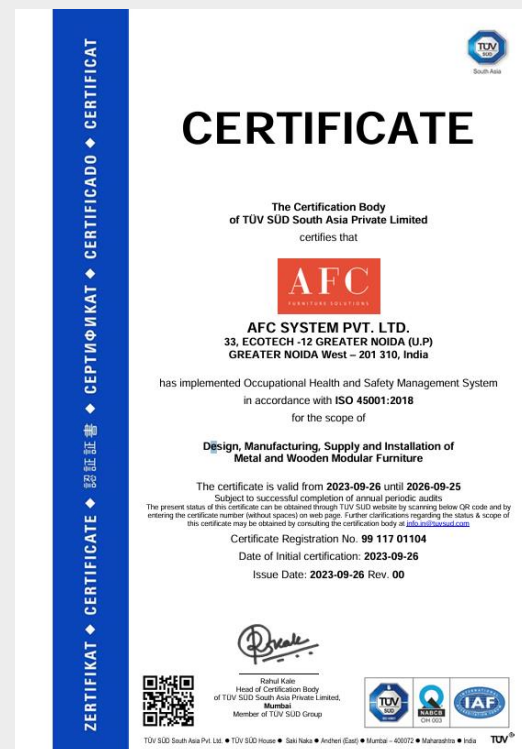 TÜV
SÜD
South Asia
ZERTIFIKAT ◆ CERTIFICATE ◆ 認証証書 ◆ СЕРТИФИКАТ ◆ CERTIFICADO ◆ CERTIFICAT
CERTIFICATE
The Certification Body
of TÜV SÜD South Asia Private Limited
certifies that
AFC
FURNITURE SOLUTIONS
AFC SYSTEM PVT. LTD.
33, ECOTECH -12 GREATER NOIDA (U.P)
GREATER NOIDA West – 201 310, India
has implemented Occupational Health and Safety Management System
in accordance with ISO 45001:2018
for the scope of
Design, Manufacturing, Supply and Installation of
Metal and Wooden Modular Furniture
The certificate is valid from 2023-09-26 until 2026-09-25
Subject to successful completion of annual periodic audits
The present status of this certificate can be obtained through TUV SUD website by scanning below QR code and by
entering the certificate number (without spaces) on web page. Further clarifications regarding the status & scope of
this certificate may be obtained by consulting the certification body at info.in@tuvsud.com
Certificate Registration No. 99 117 01104
Date of Initial certification: 2023-09-26
Issue Date: 2023-09-26 Rev. 00
Rahul Kale
Head of Certification Body
of TÜV SÜD South Asia Private Limited,
Mumbai
Member of TÜV SÜD Group
TÜV
SÜD
NABCB
OH 003
IAF
TÜV SÜD South Asia Pvt. Ltd. ● TÜV SÜD House ● Saki Naka ● Andheri (East) ● Mumbai – 400072 ● Maharashtra ● India
TÜV®